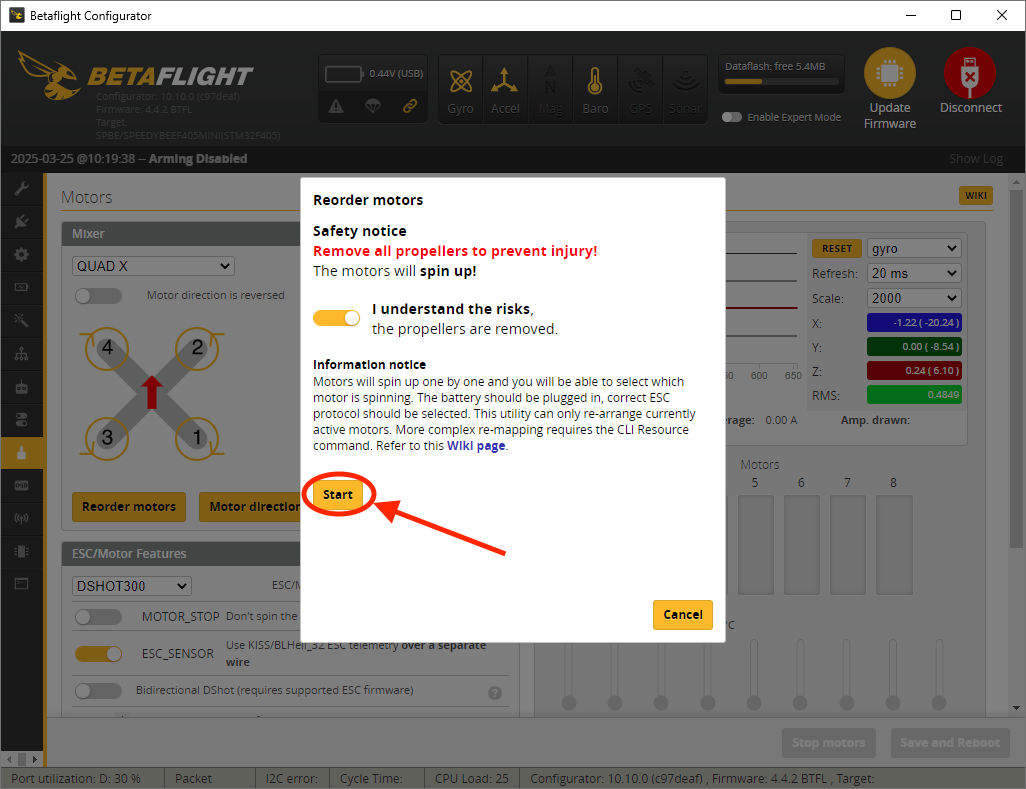 Betaflight Configurator
BETAFLIGHT
Configurator: 10.10.0 (c97deaf)
Firmware: 4.4.2 BTFL
Target:
SPBE/SPEEDYBEEF405MINI(STM32F405)
0.44V (USB)
Gyro
Accel
Mag
Baro
GPS
Sonar
Dataflash: free 5.4MB
Enable Expert Mode
Update
Firmware
Disconnect
2025-03-25 @10:19:38 -- Arming Disabled
Show Log
Motors
WIKI
Mixer
QUAD X
Motor direction is reversed
4
2
3
1
Reorder motors
Motor direction
ESC/Motor Features
DSHOT300
ESC/M
MOTOR_STOP Don't spin the
ESC_SENSOR
Use KISS/BLHeli_32 ESC telemetry over a separate
wire
Bidirectional DShot (requires supported ESC firmware)
?
Reorder motors
Safety notice
Remove all propellers to prevent injury!
The motors will spin up!
I understand the risks,
the propellers are removed.
Information notice
Motors will spin up one by one and you will be able to select which
motor is spinning. The battery should be plugged in, correct ESC
protocol should be selected. This utility can only re-arrange currently
active motors. More complex re-mapping requires the CLI Resource
command. Refer to this Wiki page.
Start
Cancel
RESET
gyro
Refresh: 20 ms
Scale: 2000
X: -1.22 ( -20.24 )
Y: 0.00 ( -8.54 )
Z: 0.24 ( 6.10 )
RMS: 0.4849
50 600 650
erage: 0.00 A Amp. drawn:
Motors
5 6 7 8
°C
Stop motors
Save and Reboot
Port utilization: D: 30 %
Packet
I2C error:
Cycle Time:
CPU Load: 25
Configurator: 10.10.0 (c97deaf) , Firmware: 4.4.2 BTFL , Target: